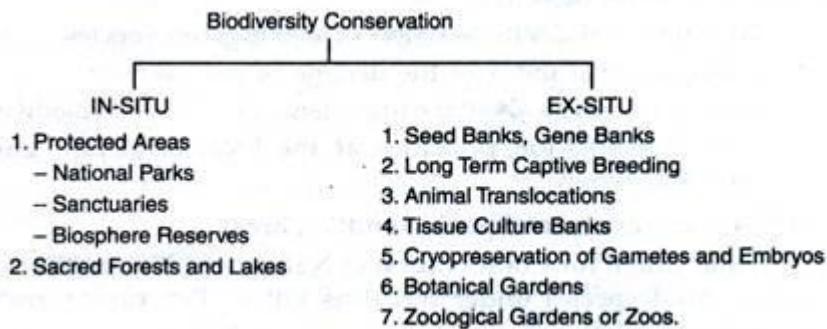 Biodiversity Conservation
IN-SITU
1. Protected Areas
– National Parks
– Sanctuaries
– Biosphere Reserves
2. Sacred Forests and Lakes
EX-SITU
1. Seed Banks, Gene Banks
2. Long Term Captive Breeding
3. Animal Translocations
4. Tissue Culture Banks
5. Cryopreservation of Gametes and Embryos
6. Botanical Gardens
7. Zoological Gardens or Zoos.